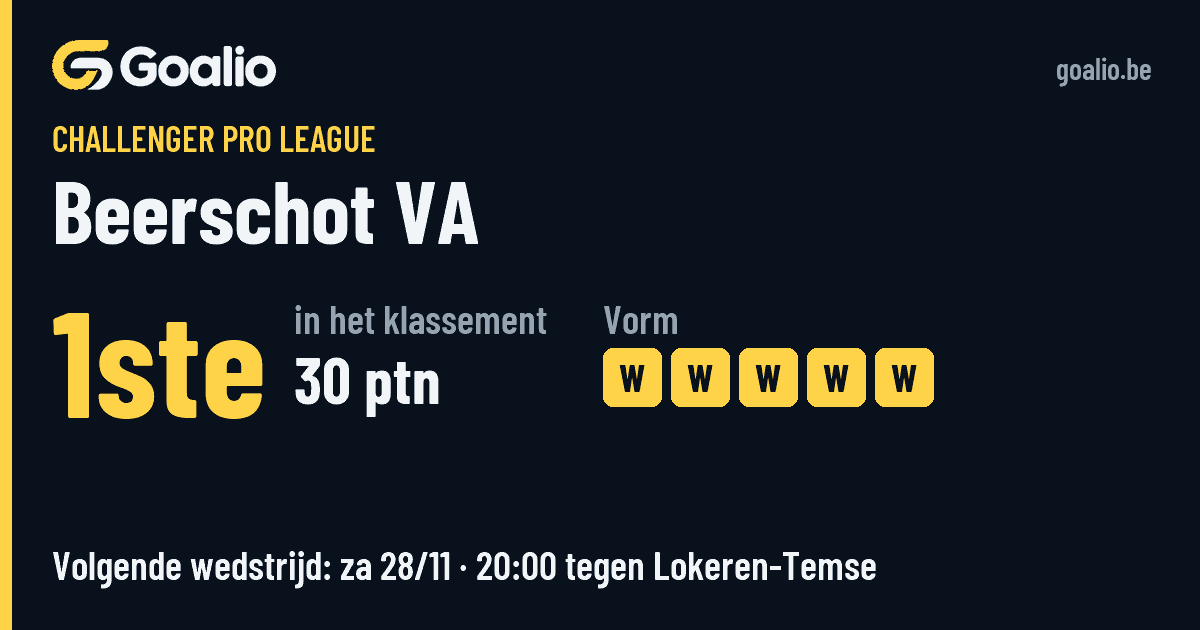 Goalio
goalio.be
CHALLENGER PRO LEAGUE
Beerschot VA
1ste
in het klassement
30 ptn
Vorm
W W W W W
Volgende wedstrijd: za 28/11 · 20:00 tegen Lokeren-Temse